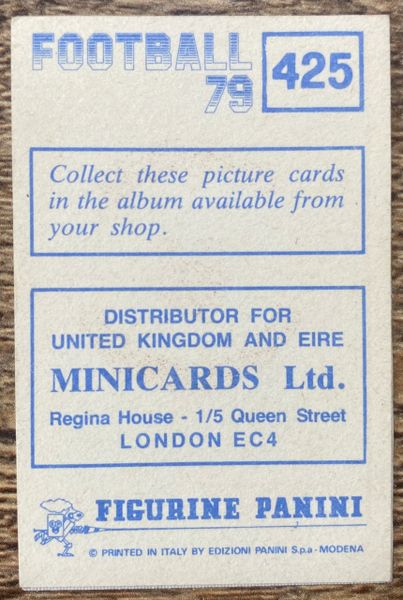 FOOTBALL
79
425
Collect these picture cards
in the album available from
your shop.
DISTRIBUTOR FOR
UNITED KINGDOM AND EIRE
MINICARDS Ltd.
Regina House - 1/5 Queen Street
LONDON EC4
FIGURINE PANINI
© PRINTED IN ITALY BY EDIZIONI PANINI S.p.a - MODENA